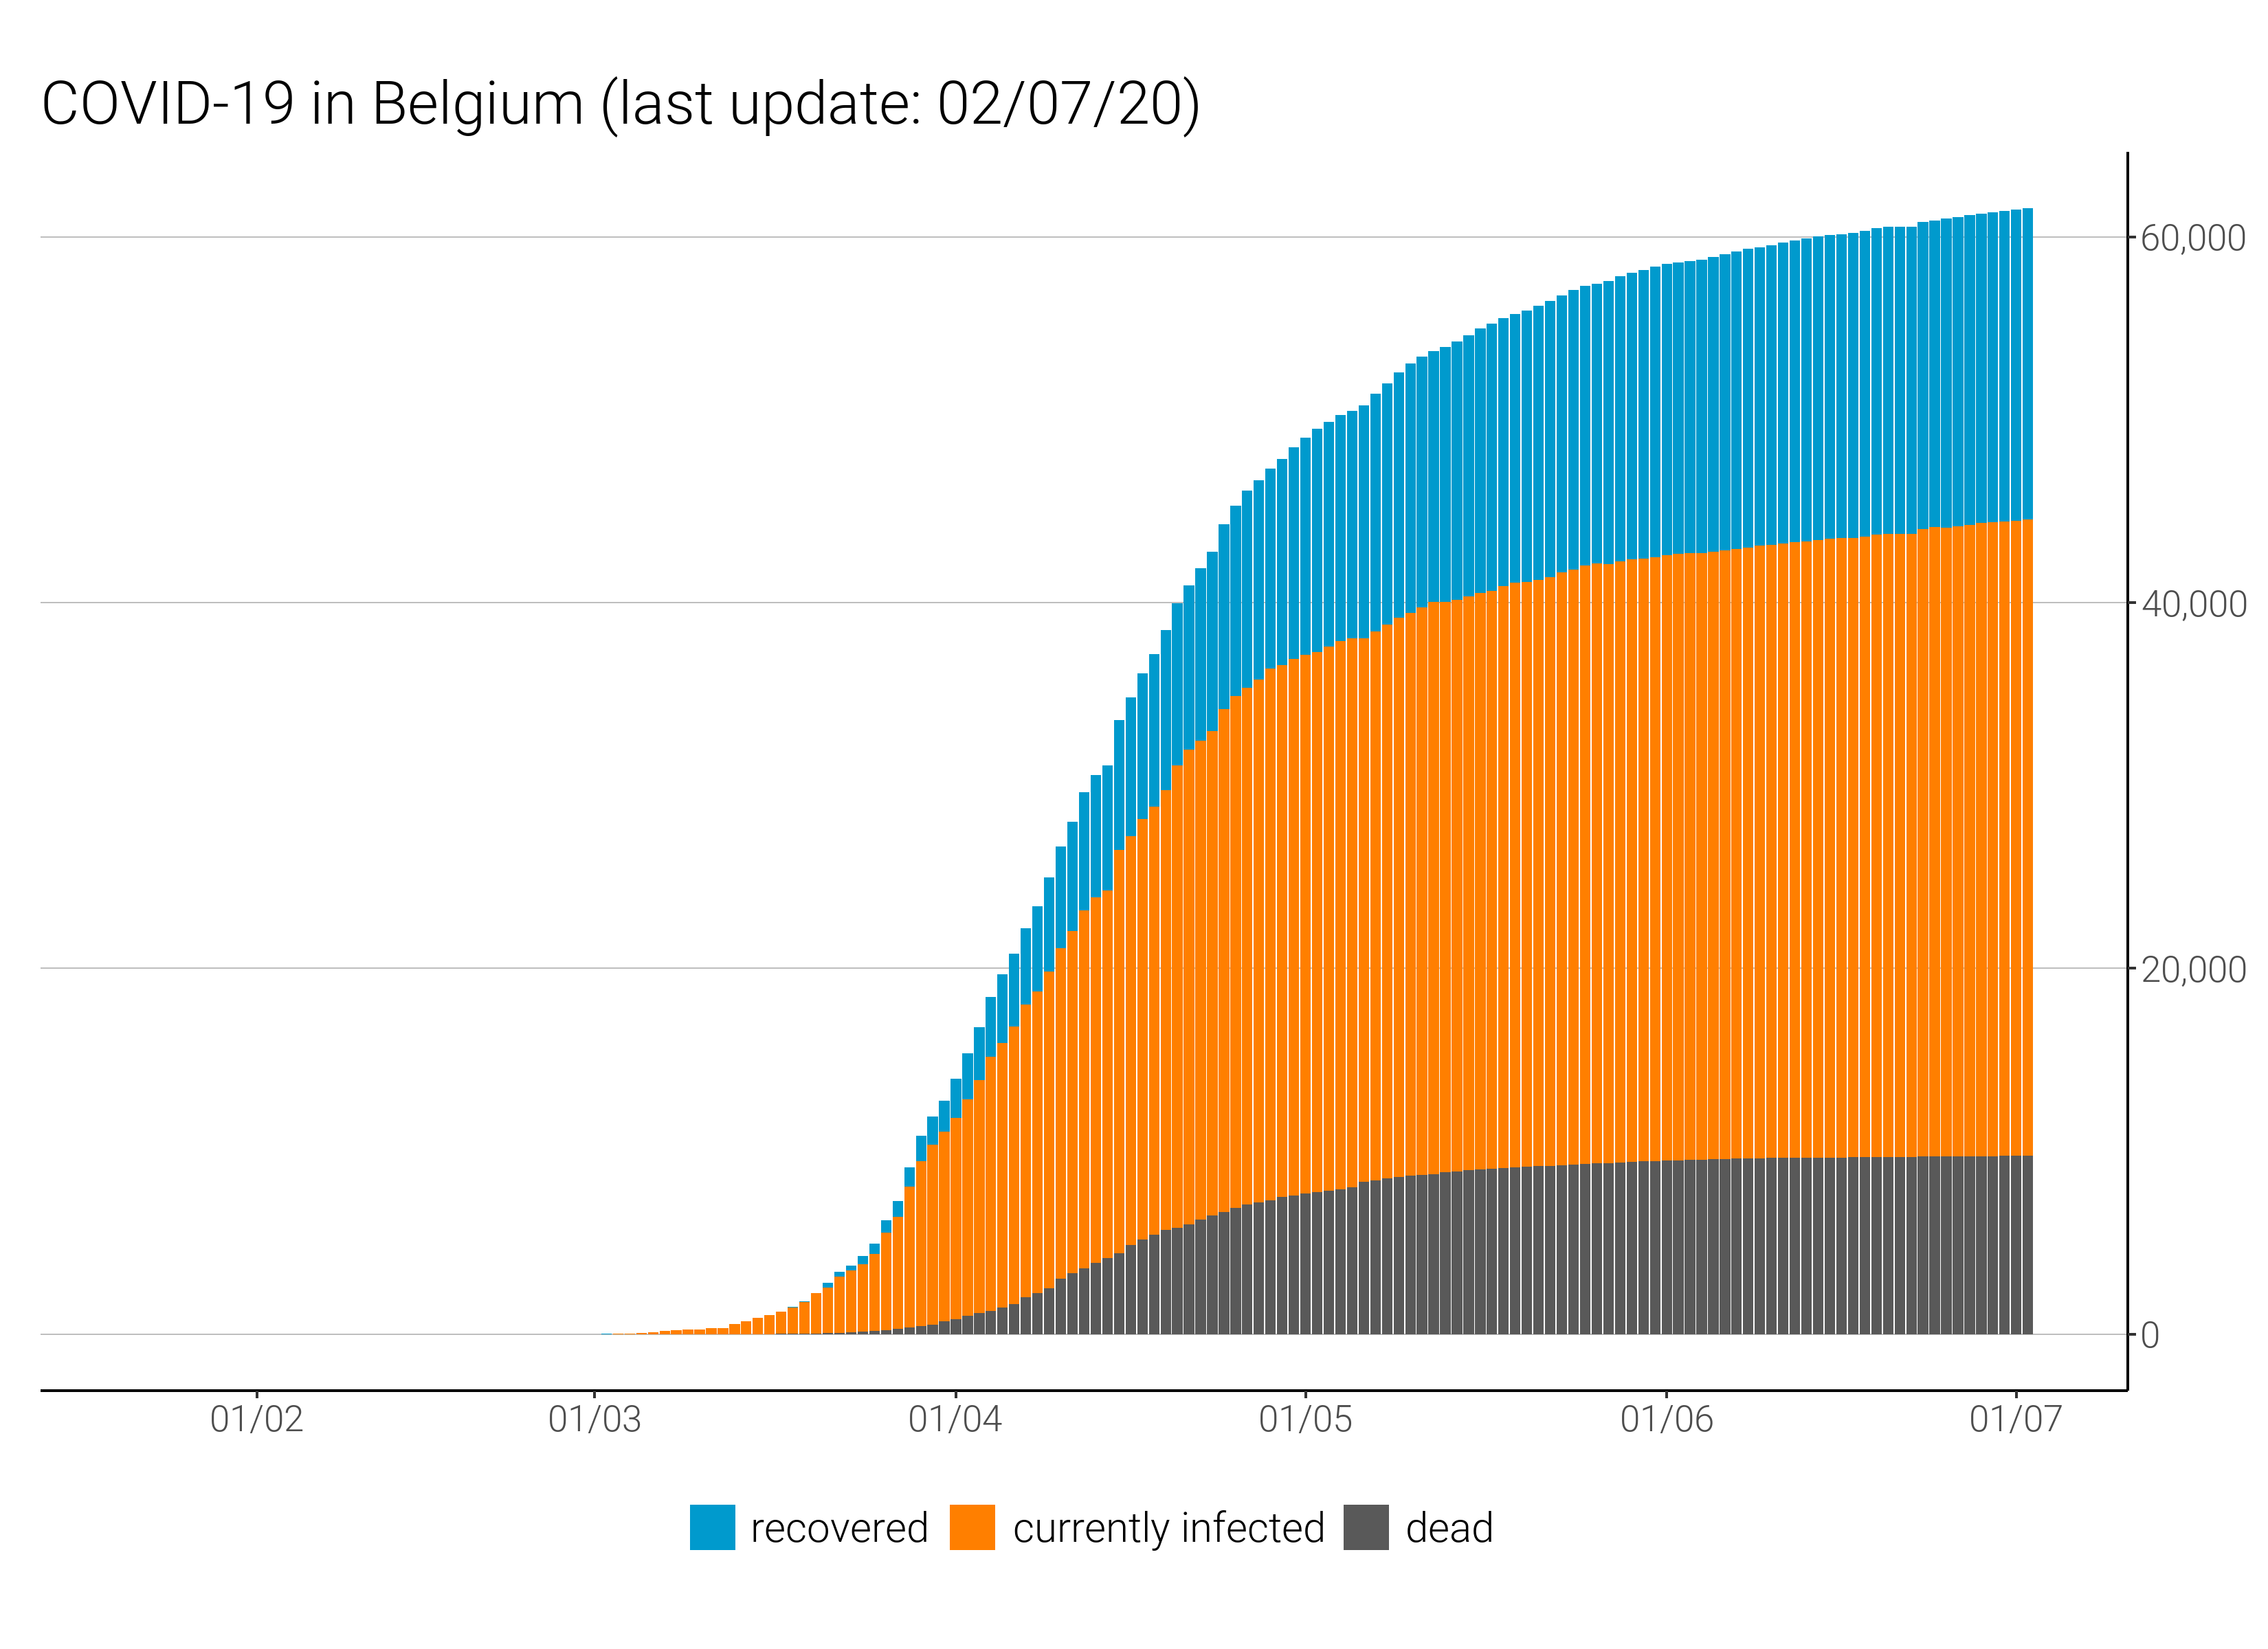 COVID-19 in Belgium (last update: 02/07/20)
60,000
40,000
20,000
0
01/02 01/03 01/04 01/05 01/06 01/07
recovered currently infected dead